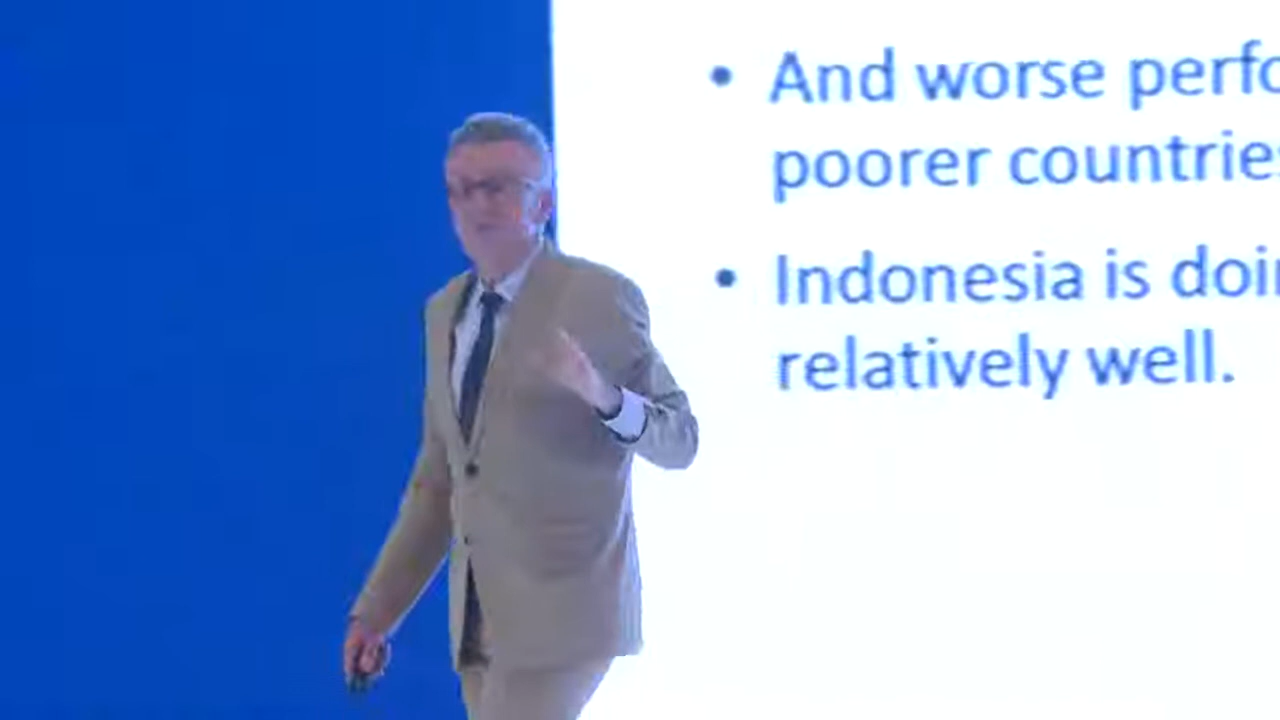 • And worse
poorer
• Indonesia is
relatively well.